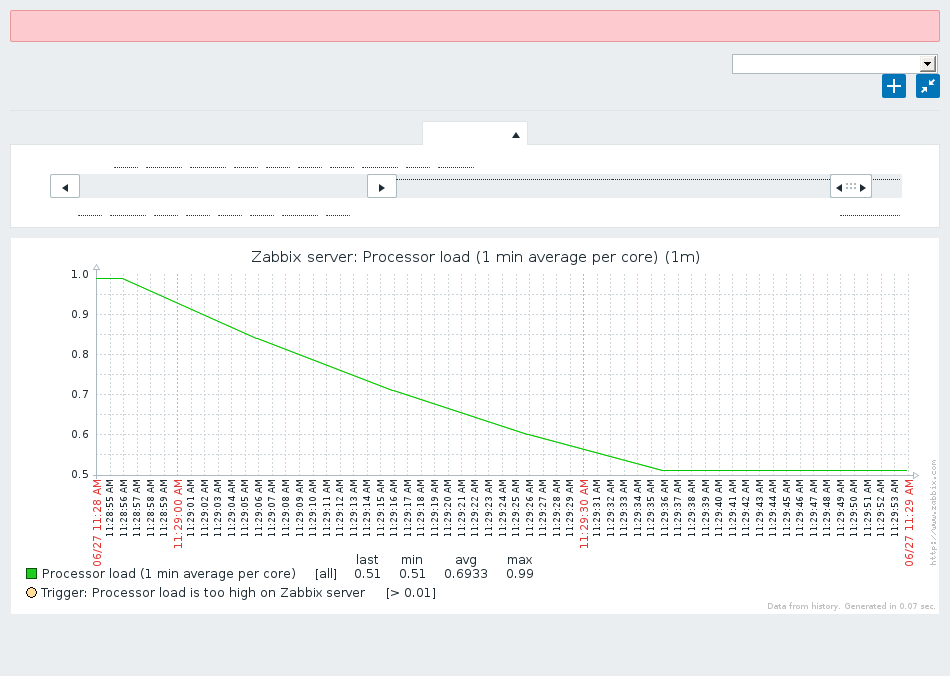 Zabbix server: Processor load (1 min average per core) (1m)
1.0
0.9
0.8
0.7
0.6
0.5
06/27 11:28 AM
11:28:55 AM
11:28:56 AM
11:28:57 AM
11:28:58 AM
11:28:59 AM
11:29:00 AM
11:29:01 AM
11:29:02 AM
11:29:03 AM
11:29:04 AM
11:29:05 AM
11:29:06 AM
11:29:07 AM
11:29:08 AM
11:29:09 AM
11:29:10 AM
11:29:11 AM
11:29:12 AM
11:29:13 AM
11:29:14 AM
11:29:15 AM
11:29:16 AM
11:29:17 AM
11:29:18 AM
11:29:19 AM
11:29:20 AM
11:29:21 AM
11:29:22 AM
11:29:23 AM
11:29:24 AM
11:29:25 AM
11:29:26 AM
11:29:27 AM
11:29:28 AM
11:29:29 AM
11:29:30 AM
11:29:31 AM
11:29:32 AM
11:29:33 AM
11:29:34 AM
11:29:35 AM
11:29:36 AM
11:29:37 AM
11:29:38 AM
11:29:39 AM
11:29:40 AM
11:29:41 AM
11:29:42 AM
11:29:43 AM
11:29:44 AM
11:29:45 AM
11:29:46 AM
11:29:47 AM
11:29:48 AM
11:29:49 AM
11:29:50 AM
11:29:51 AM
11:29:52 AM
11:29:53 AM
06/27 11:29 AM
http://www.zabbix.com
last min avg max
Processor load (1 min average per core) [all] 0.51 0.51 0.6933 0.99
Trigger: Processor load is too high on Zabbix server [> 0.01]
Data from history. Generated in 0.07 sec.